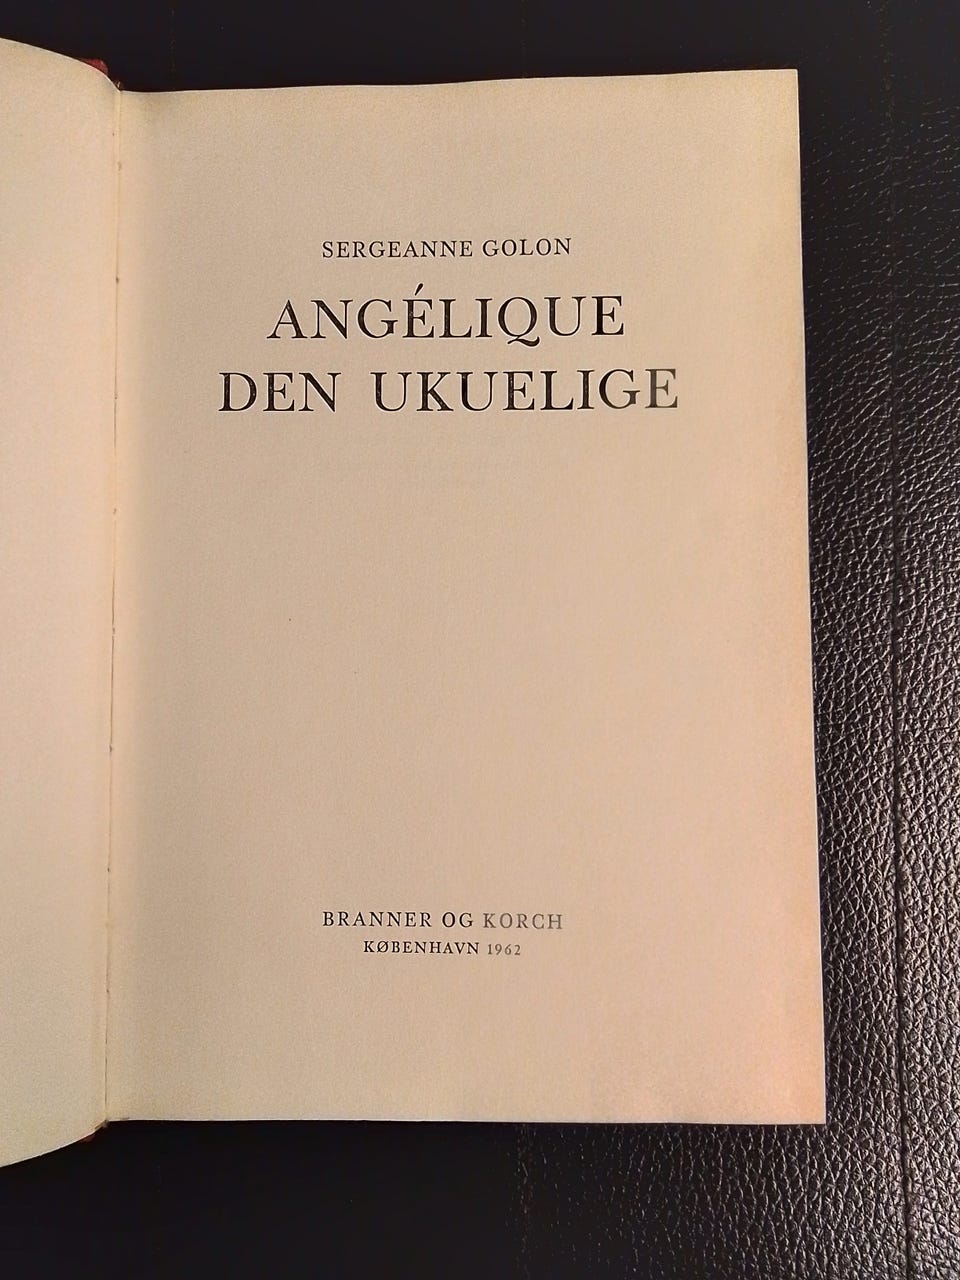 SERGEANNE GOLON
ANGÉLIQUE
DEN UKUELIGE
BRANNER OG KORCH
KØBENHAVN 1962